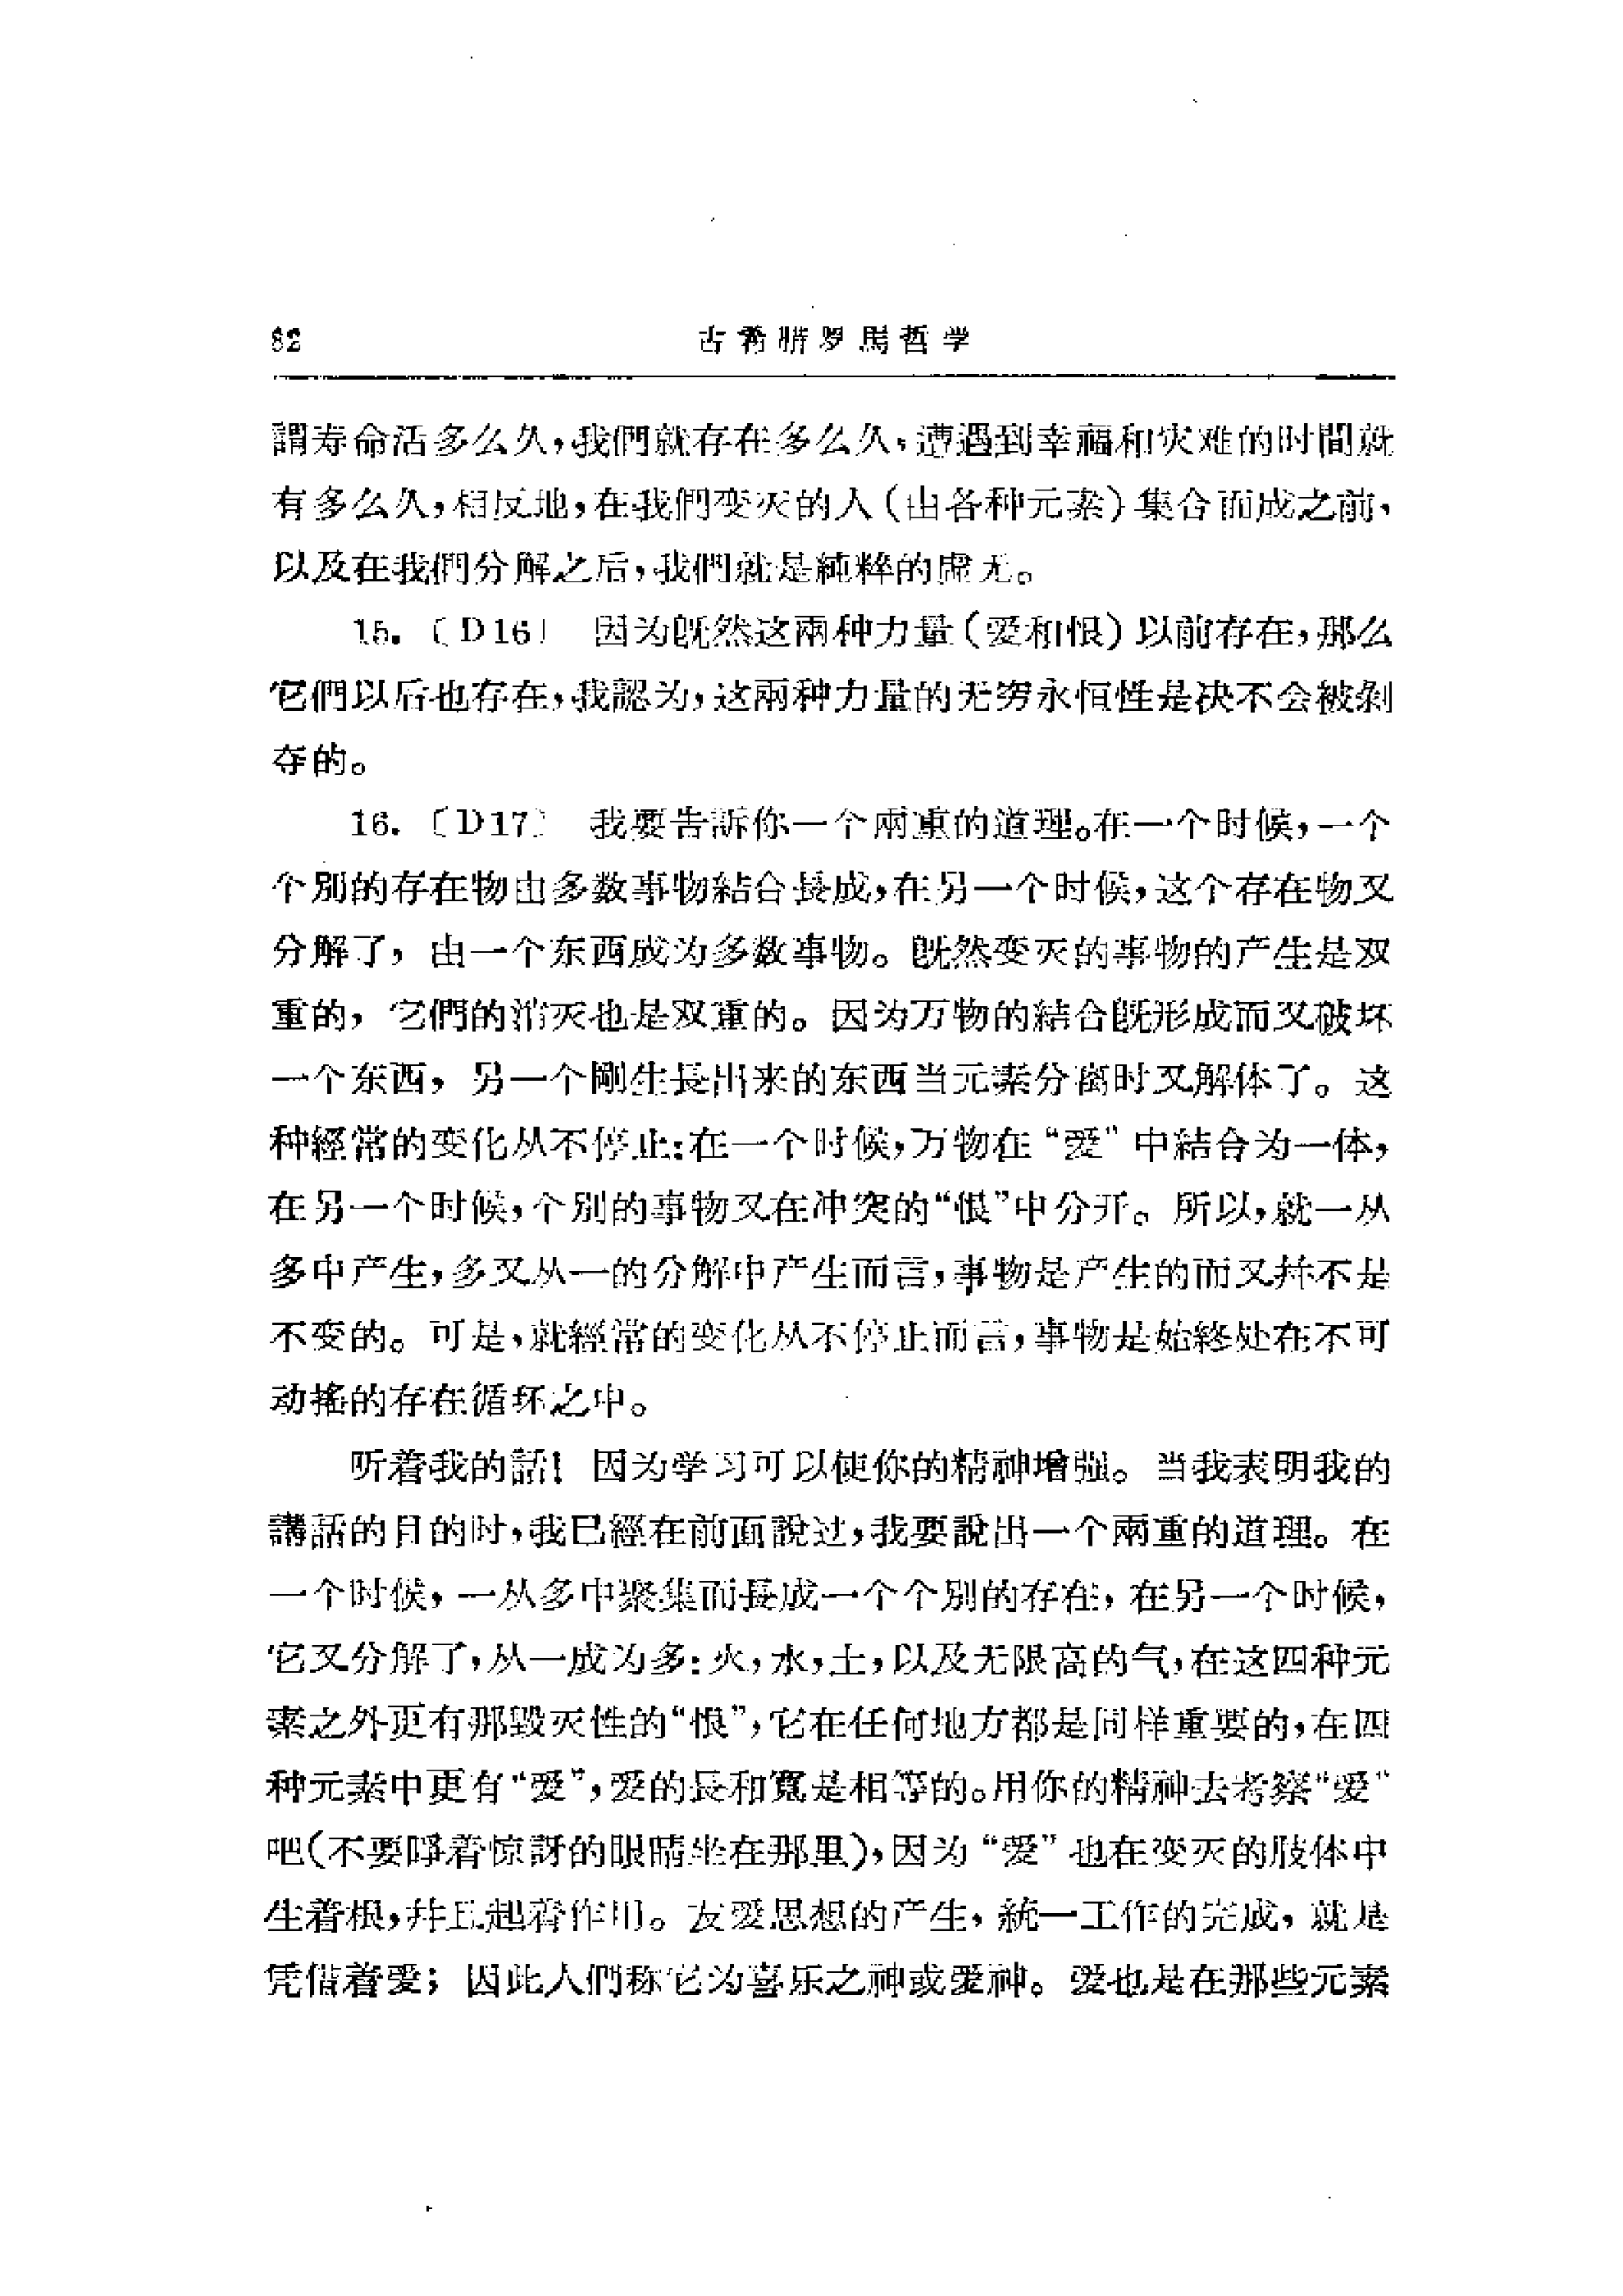 82 古希腊罗馬哲学
謂寿命活多么久，我們就存在多么久，遭遇到幸福和灾难的时間就
有多么久，相反地，在我們变灭的人（由各种元素）集合而成之前，
以及在我們分解之后，我們就是純粹的虛无。
15.〔D16〕 因为既然这兩种力量（爱和恨）以前存在，那么
它們以后也存在，我認为，这兩种力量的无穷永恒性是决不会被剝
夺的。
16.〔D17〕 我要告訴你一个兩重的道理。在一个时候，一个
个別的存在物由多数事物結合長成，在另一个时候，这个存在物又
分解了，由一个东西成为多数事物。既然变灭的事物的产生是双
重的，它們的消灭也是双重的。因为万物的結合既形成而又破坏
一个东西，另一个剛生長出来的东西当元素分离时又解体了。这
种經常的变化从不停止：在一个时候，万物在“爱”中結合为一体，
在另一个时候，个別的事物又在冲突的“恨”中分开。所以，就一从
多中产生，多又从一的分解中产生而言，事物是产生的而又幷不是
不变的。可是，就經常的变化从不停止而言，事物是始終处在不可
动搖的存在循环之中。
听着我的話！因为学习可以使你的精神增强。当我表明我的
講話的目的时，我已經在前面說过，我要說出一个兩重的道理。在
一个时候，一从多中聚集而長成一个个別的存在，在另一个时候，
它又分解了，从一成为多：火，水，土，以及无限高的气，在这四种元
素之外更有那毁灭性的“恨”，它在任何地方都是同样重要的，在四
种元素中更有“爱”，爱的長和寬是相等的。用你的精神去考察“爱”
吧（不要睜着惊訝的眼睛坐在那里），因为“爱”也在变灭的肢体中
生着根，幷且起着作用。友爱思想的产生，統一工作的完成，就是
凭借着爱；因此人們称它为喜乐之神或爱神。爱也是在那些元素